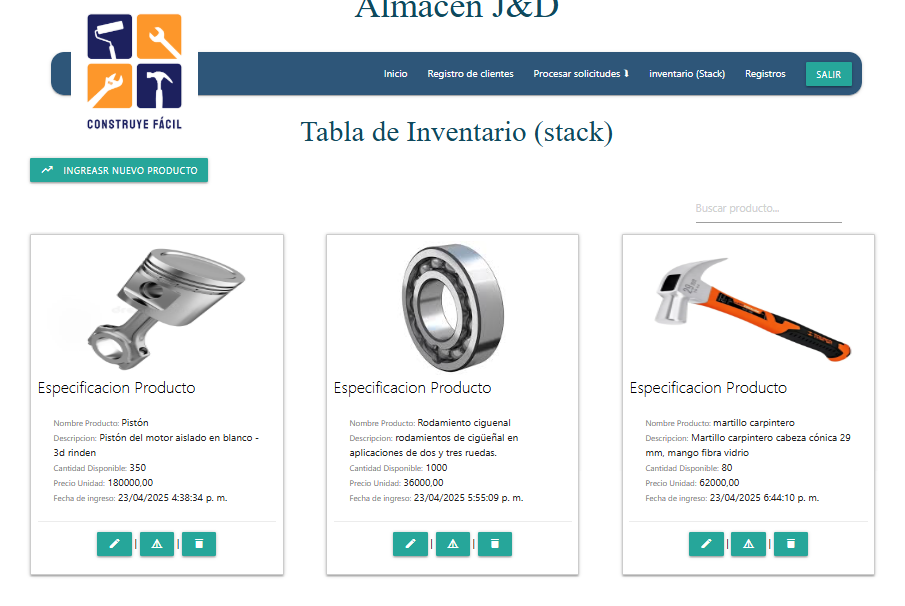 Almacen J&D
Inicio
Registro de clientes
Procesar solicitudes ⬇
inventario (Stack)
Registros
SALIR
CONSTRUYE FÁCIL
Tabla de Inventario (stack)
INGREASR NUEVO PRODUCTO
Buscar producto...
Especificacion Producto
Nombre Producto: Pistón
Descripcion: Pistón del motor aislado en blanco -
3d rinden
Cantidad Disponible: 350
Precio Unidad: 180000,00
Fecha de ingreso: 23/04/2025 4:38:34 p. m.
Especificacion Producto
Nombre Producto: Rodamiento ciguenal
Descripcion: rodamientos de cigüeñal en
aplicaciones de dos y tres ruedas.
Cantidad Disponible: 1000
Precio Unidad: 36000,00
Fecha de ingreso: 23/04/2025 5:55:09 p. m.
Especificacion Producto
Nombre Producto: martillo carpintero
Descripcion: Martillo carpintero cabeza cónica 29
mm, mango fibra vidrio
Cantidad Disponible: 80
Precio Unidad: 62000,00
Fecha de ingreso: 23/04/2025 6:44:10 p. m.